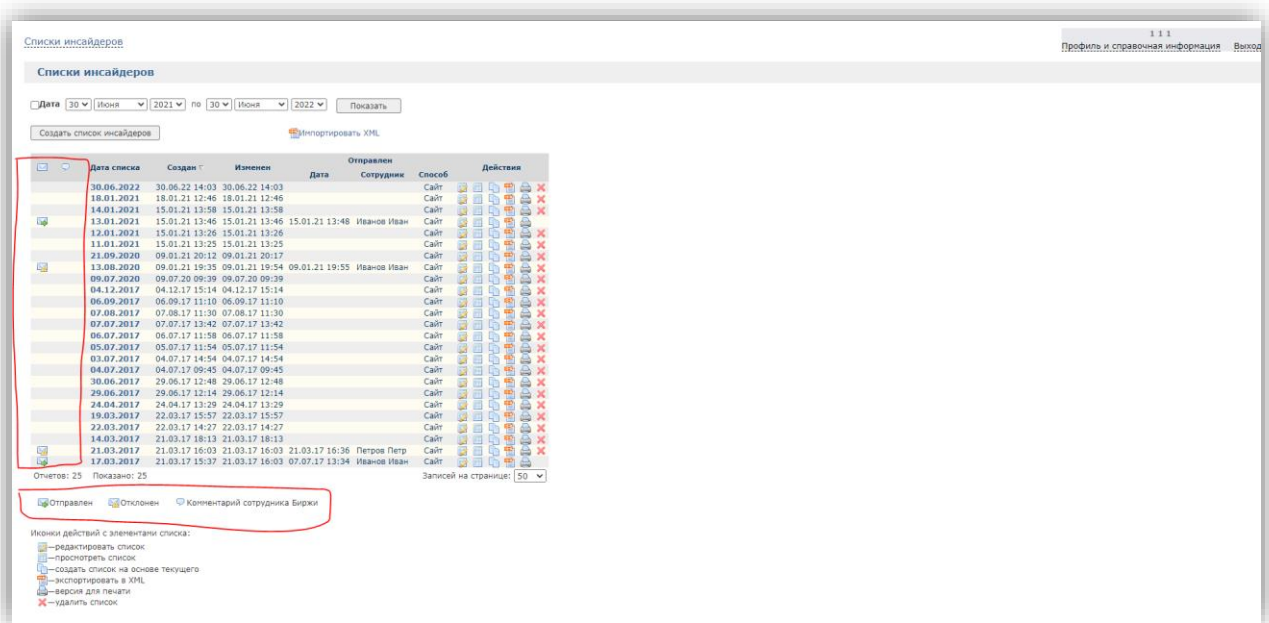 1 1 1
Списки инсайдеров
Профиль и справочная информация Выход
Списки инсайдеров
Дата 30 Июня 2021 по 30 Июня 2022 Показать
Создать список инсайдеров Импортировать XML
Отправлен
Дата списка Создан Изменен Действия
Дата Сотрудник Способ
30.06.2022 30.06.22 14:03 30.06.22 14:03 Сайт
18.01.2021 18.01.21 12:46 18.01.21 12:46 Сайт
14.01.2021 15.01.21 13:58 15.01.21 13:58 Сайт
13.01.2021 15.01.21 13:46 15.01.21 13:46 15.01.21 13:48 Иванов Иван Сайт
12.01.2021 15.01.21 13:26 15.01.21 13:26 Сайт
11.01.2021 15.01.21 13:25 15.01.21 13:25 Сайт
21.09.2020 09.01.21 20:12 09.01.21 20:17 Сайт
13.08.2020 09.01.21 19:35 09.01.21 19:54 09.01.21 19:55 Иванов Иван Сайт
09.07.2020 09.07.20 09:39 09.07.20 09:39 Сайт
04.12.2017 04.12.17 15:14 04.12.17 15:14 Сайт
06.09.2017 06.09.17 11:10 06.09.17 11:10 Сайт
07.08.2017 07.08.17 11:30 07.08.17 11:30 Сайт
07.07.2017 07.07.17 13:42 07.07.17 13:42 Сайт
06.07.2017 06.07.17 11:58 06.07.17 11:58 Сайт
05.07.2017 05.07.17 11:54 05.07.17 11:54 Сайт
03.07.2017 04.07.17 14:54 04.07.17 14:54 Сайт
04.07.2017 04.07.17 09:45 04.07.17 09:45 Сайт
30.06.2017 29.06.17 12:48 29.06.17 12:48 Сайт
29.06.2017 29.06.17 12:14 29.06.17 12:14 Сайт
24.04.2017 24.04.17 13:29 24.04.17 13:29 Сайт
19.03.2017 22.03.17 15:57 22.03.17 15:57 Сайт
22.03.2017 22.03.17 14:27 22.03.17 14:27 Сайт
14.03.2017 21.03.17 18:13 21.03.17 18:13 Сайт
21.03.2017 21.03.17 16:03 21.03.17 16:03 21.03.17 16:36 Петров Петр Сайт
17.03.2017 21.03.17 15:37 21.03.17 16:03 07.07.17 13:34 Иванов Иван Сайт
Отчетов: 25 Показано: 25 Записей на странице: 50
Отправлен Отклонен Комментарий сотрудника Биржи
Иконки действий с элементами списка:
—редактировать список
—просмотреть список
—создать список на основе текущего
—экспортировать в XML
—версия для печати
—удалить список